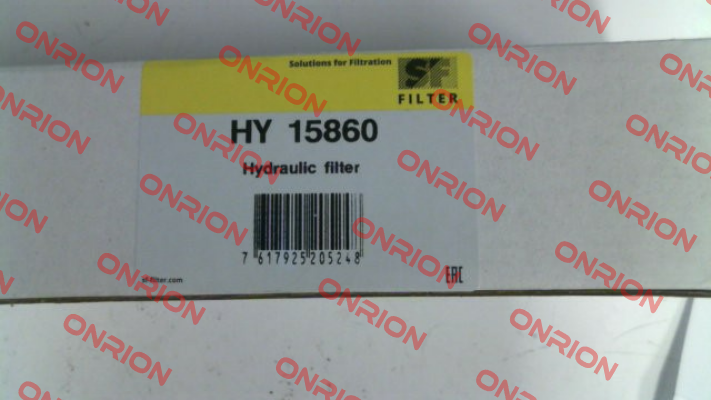 Solutions for Filtration
SF
FILTER
HY 15860
Hydraulic filter
7 617925 205248
sf-filter.com
EAC
ONRION